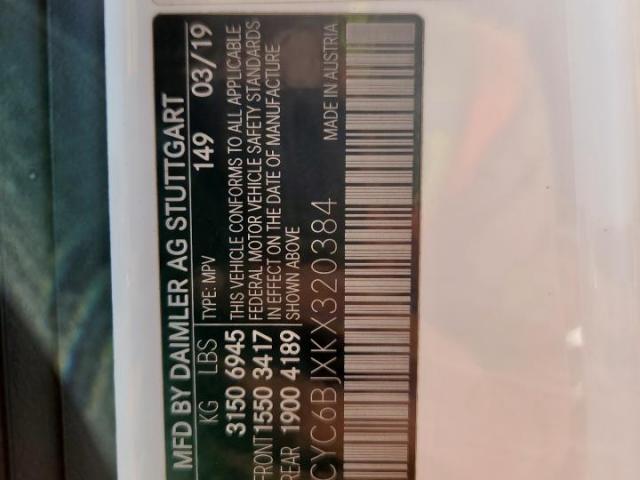 MFD BY DAIMLER AG STUTTGART
KG LBS TYPE: MPV 149 03/19
3150 6945 THIS VEHICLE CONFORMS TO ALL APPLICABLE
FEDERAL MOTOR VEHICLE SAFETY STANDARDS
FRONT 1550 3417 IN EFFECT ON THE DATE OF MANUFACTURE
REAR 1900 4189 SHOWN ABOVE
MADE IN AUSTRIA
CYC6BJXKX320384